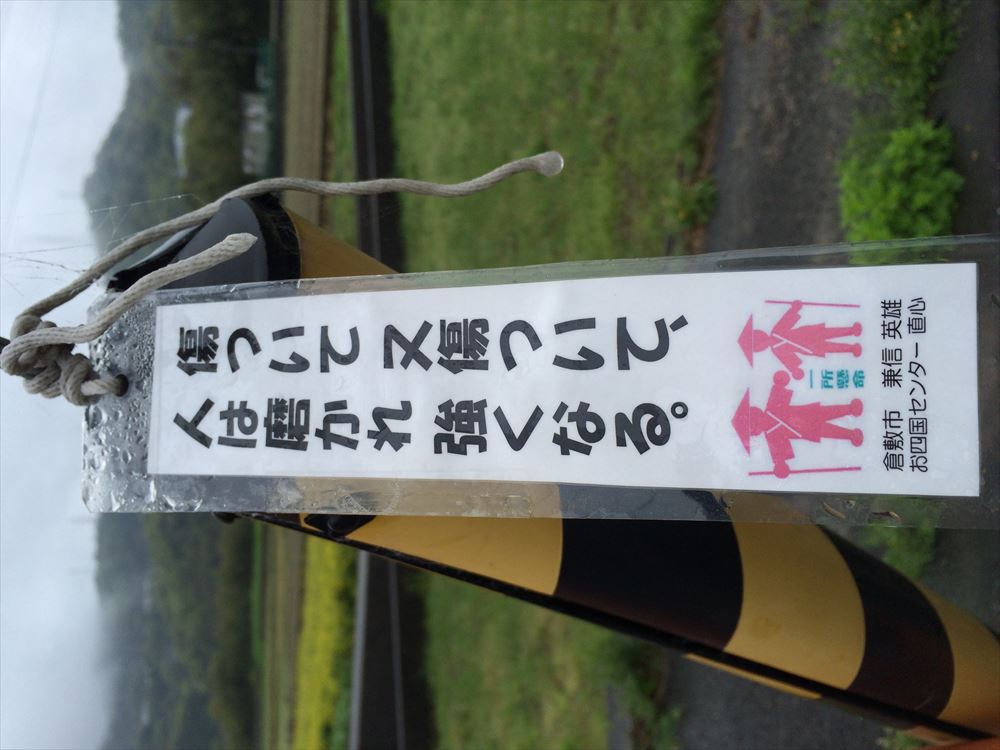 傷ついて 又傷ついて、
人は磨かれ 強くなる。
一所
懸命
倉敷市 兼信 英雄
お四国センター 直心